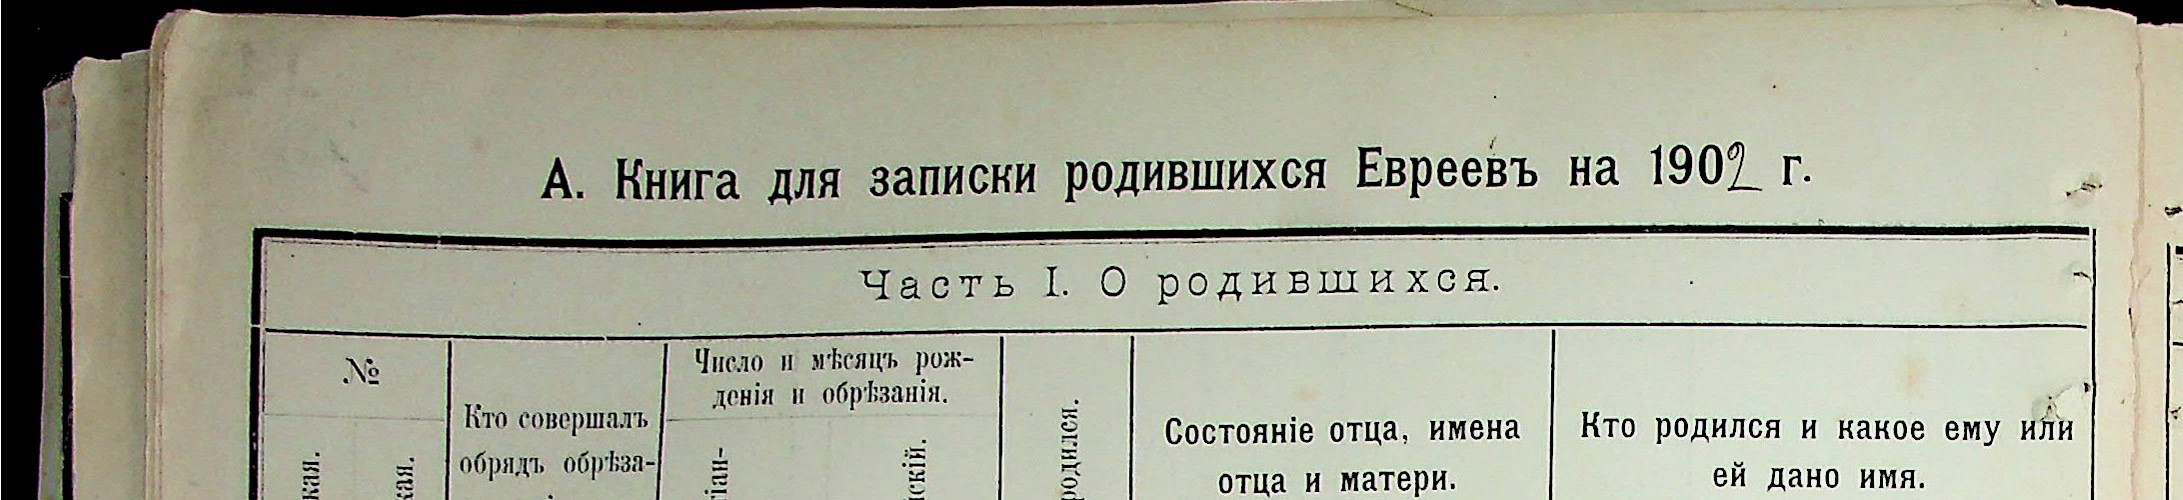 А. Книга для записки родившихся Евреевъ на 1902 г.
Часть I. О родившихся.
№
Число и мѣсяцъ рож-
денія и обрѣзанія.
Кто совершалъ
обрядъ обрѣза-
Состояніе отца, имена
отца и матери.
Кто родился и какое ему или
ей дано имя.